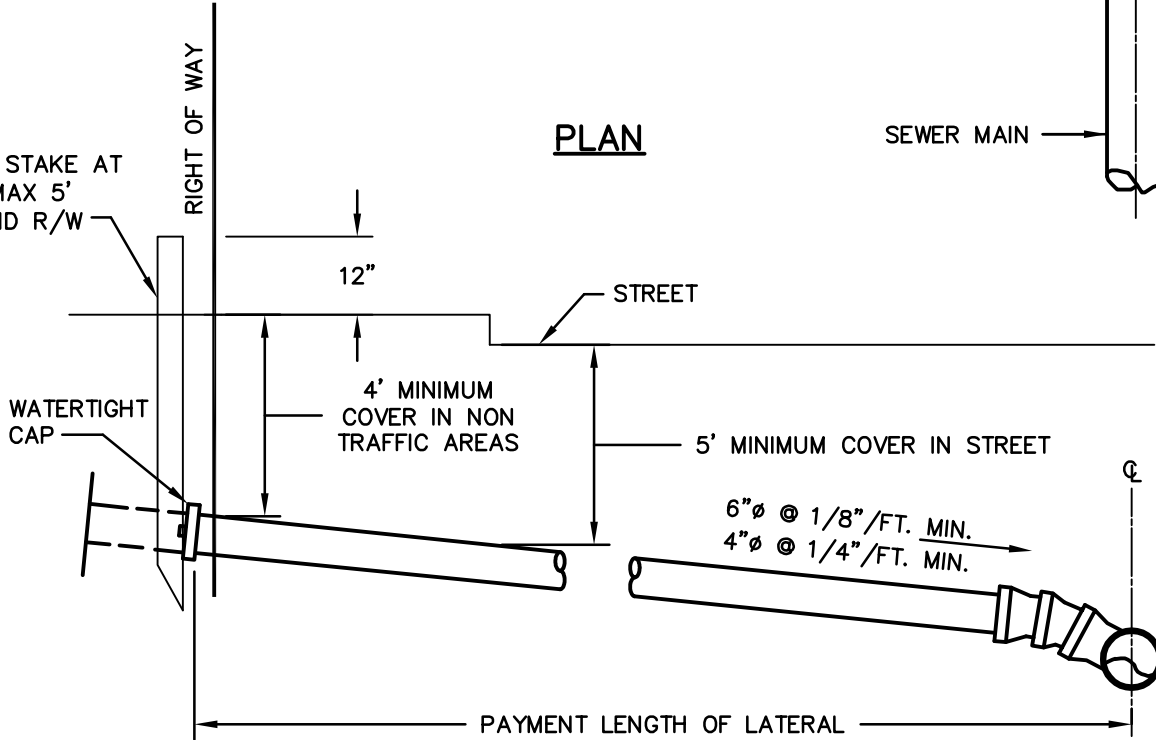 RIGHT OF WAY
PLAN
SEWER MAIN
STAKE AT
MAX 5'
ND R/W
12"
STREET
WATERTIGHT
CAP
4' MINIMUM
COVER IN NON
TRAFFIC AREAS
5' MINIMUM COVER IN STREET
℄
6"ø @ 1/8"/FT. MIN.
4"ø @ 1/4"/FT. MIN.
PAYMENT LENGTH OF LATERAL